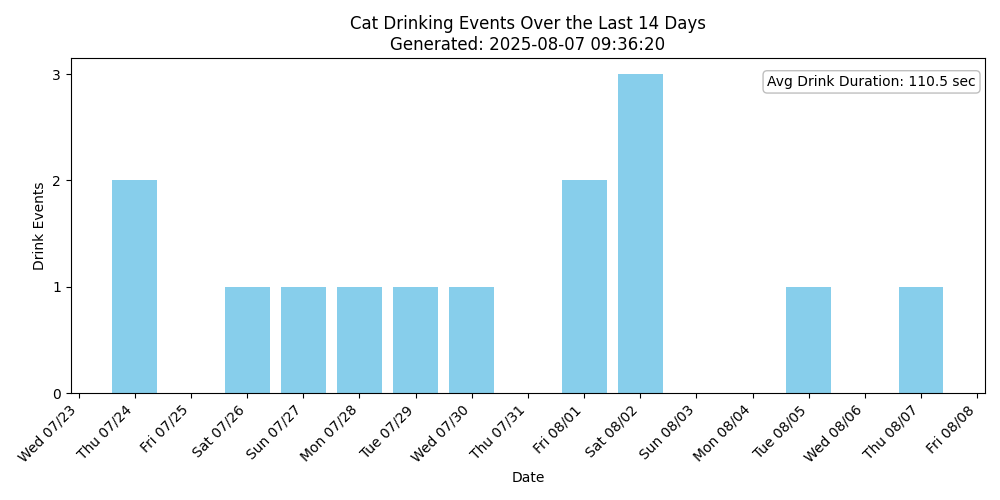 Cat Drinking Events Over the Last 14 Days
Generated: 2025-08-07 09:36:20
Avg Drink Duration: 110.5 sec
Drink Events
3
2
1
0
Wed 07/23
Thu 07/24
Fri 07/25
Sat 07/26
Sun 07/27
Mon 07/28
Tue 07/29
Wed 07/30
Thu 07/31
Fri 08/01
Sat 08/02
Sun 08/03
Mon 08/04
Tue 08/05
Wed 08/06
Thu 08/07
Fri 08/08
Date